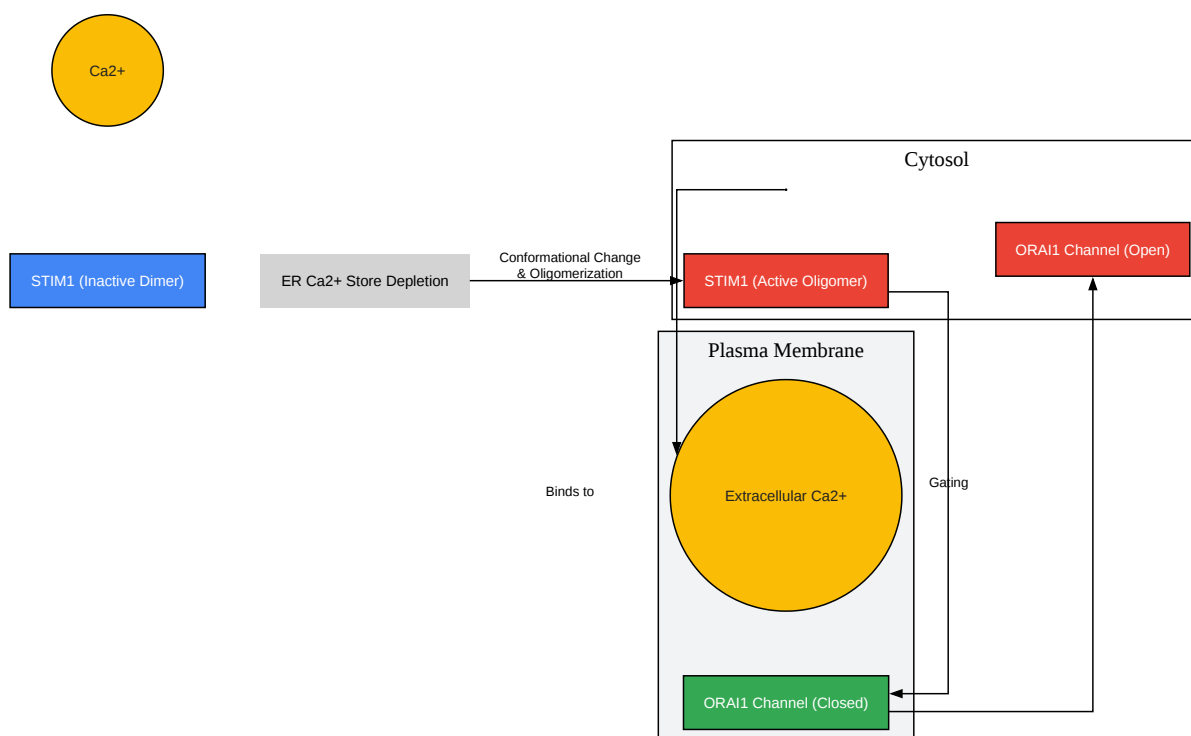 Ca2+
Cytosol
ORAI1 Channel (Open)
Conformational Change
& Oligomerization
STIM1 (Inactive Dimer)
ER Ca2+ Store Depletion
STIM1 (Active Oligomer)
Plasma Membrane
Binds to
Extracellular Ca2+
Gating
ORAI1 Channel (Closed)